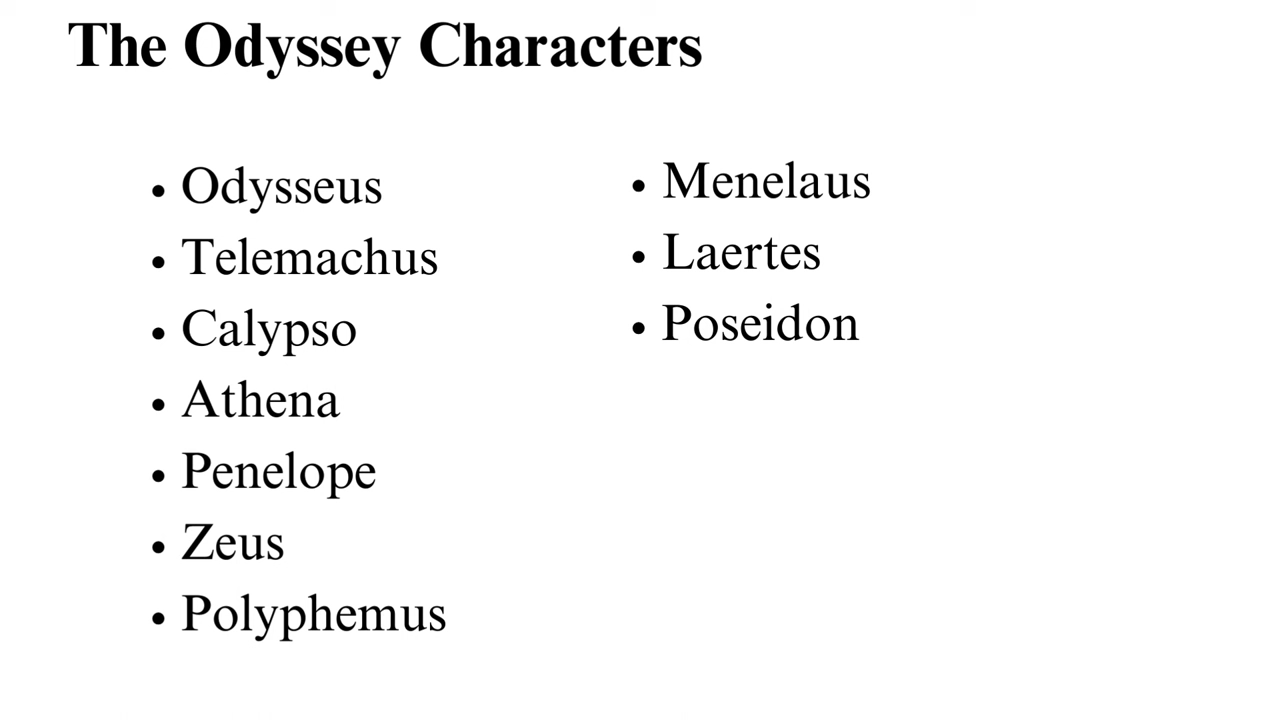 The Odyssey Characters
• Odysseus
• Telemachus
• Calypso
• Athena
• Penelope
• Zeus
• Polyphemus
• Menelaus
• Laertes
• Poseidon